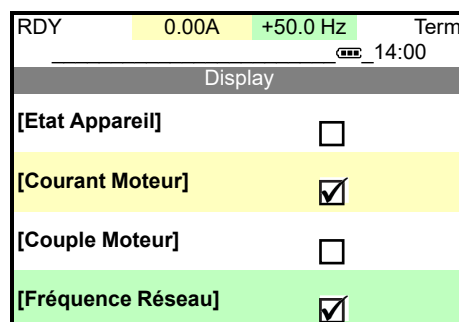 RDY 0.00A +50.0 Hz Term
14:00
Display
[Etat Appareil]
[Courant Moteur]
[Couple Moteur]
[Fréquence Réseau]